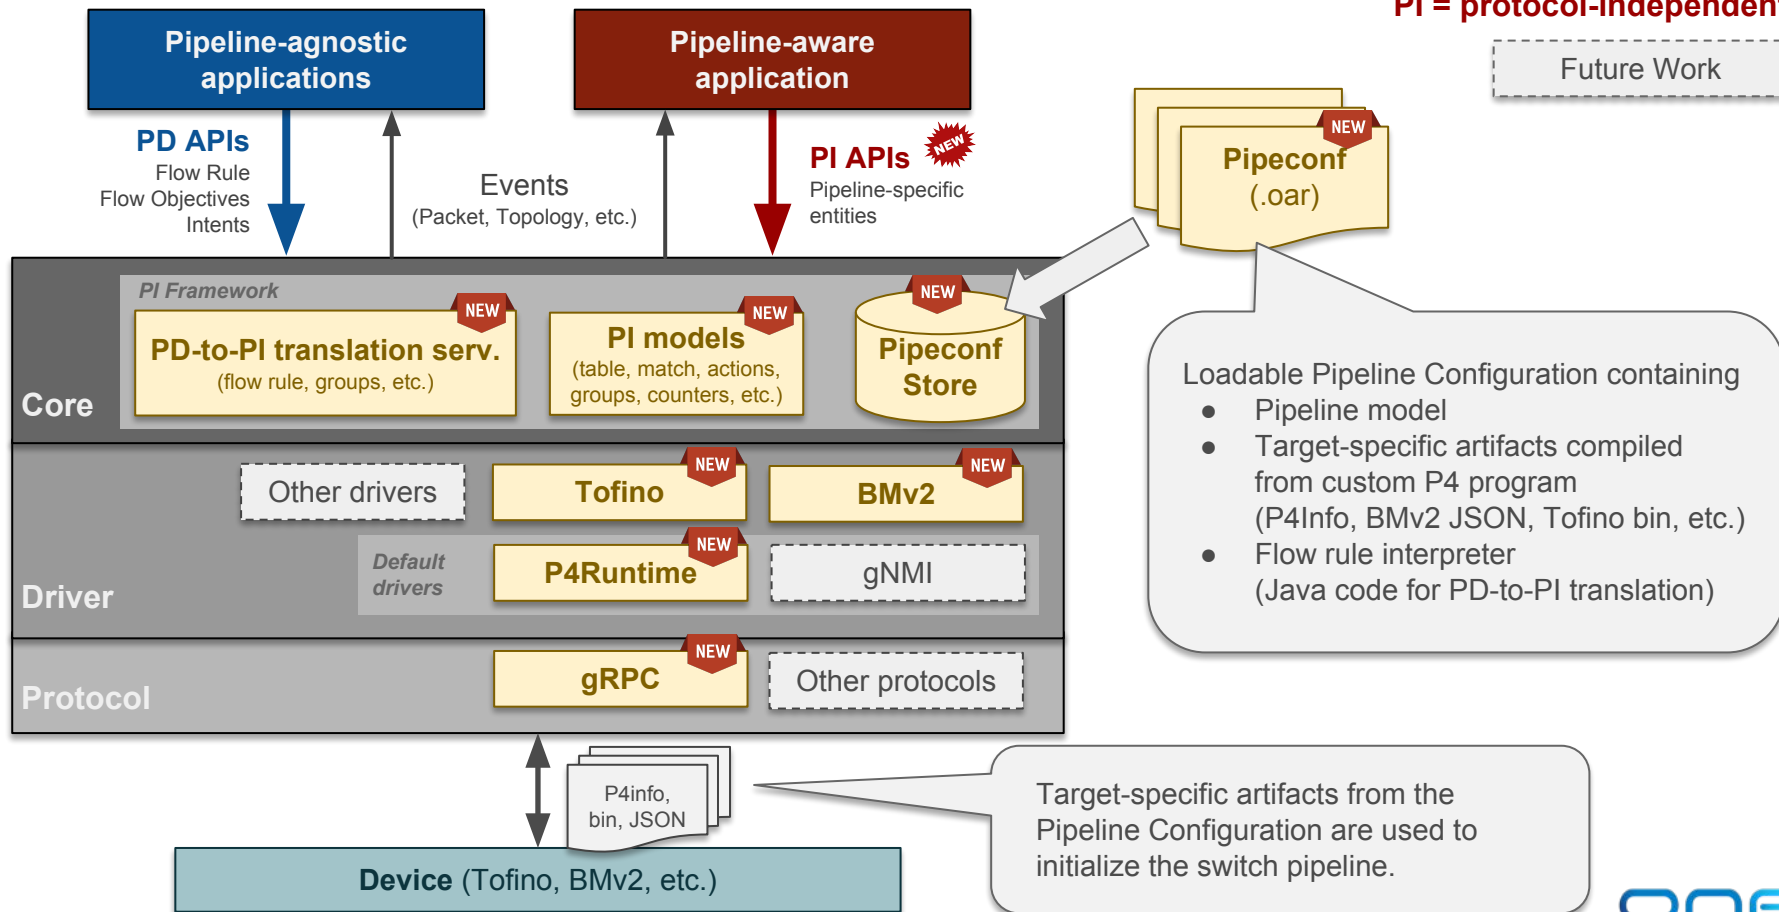 PI = protocol-independent
Future Work
Pipeline-agnostic
applications
Pipeline-aware
application
PD APIs
Flow Rule
Flow Objectives
Intents
Events
(Packet, Topology, etc.)
PI APIs
NEW
Pipeline-specific
entities
NEW
Pipeconf
(.oar)
PI Framework
NEW
PD-to-PI translation serv.
(flow rule, groups, etc.)
NEW
PI models
(table, match, actions,
groups, counters, etc.)
NEW
Pipeconf
Store
Core
Loadable Pipeline Configuration containing
● Pipeline model
● Target-specific artifacts compiled
from custom P4 program
(P4Info, BMv2 JSON, Tofino bin, etc.)
● Flow rule interpreter
(Java code for PD-to-PI translation)
Other drivers
NEW
Tofino
NEW
BMv2
Default
drivers
NEW
P4Runtime
gNMI
Driver
NEW
gRPC
Other protocols
Protocol
P4info,
bin, JSON
Target-specific artifacts from the
Pipeline Configuration are used to
initialize the switch pipeline.
Device (Tofino, BMv2, etc.)